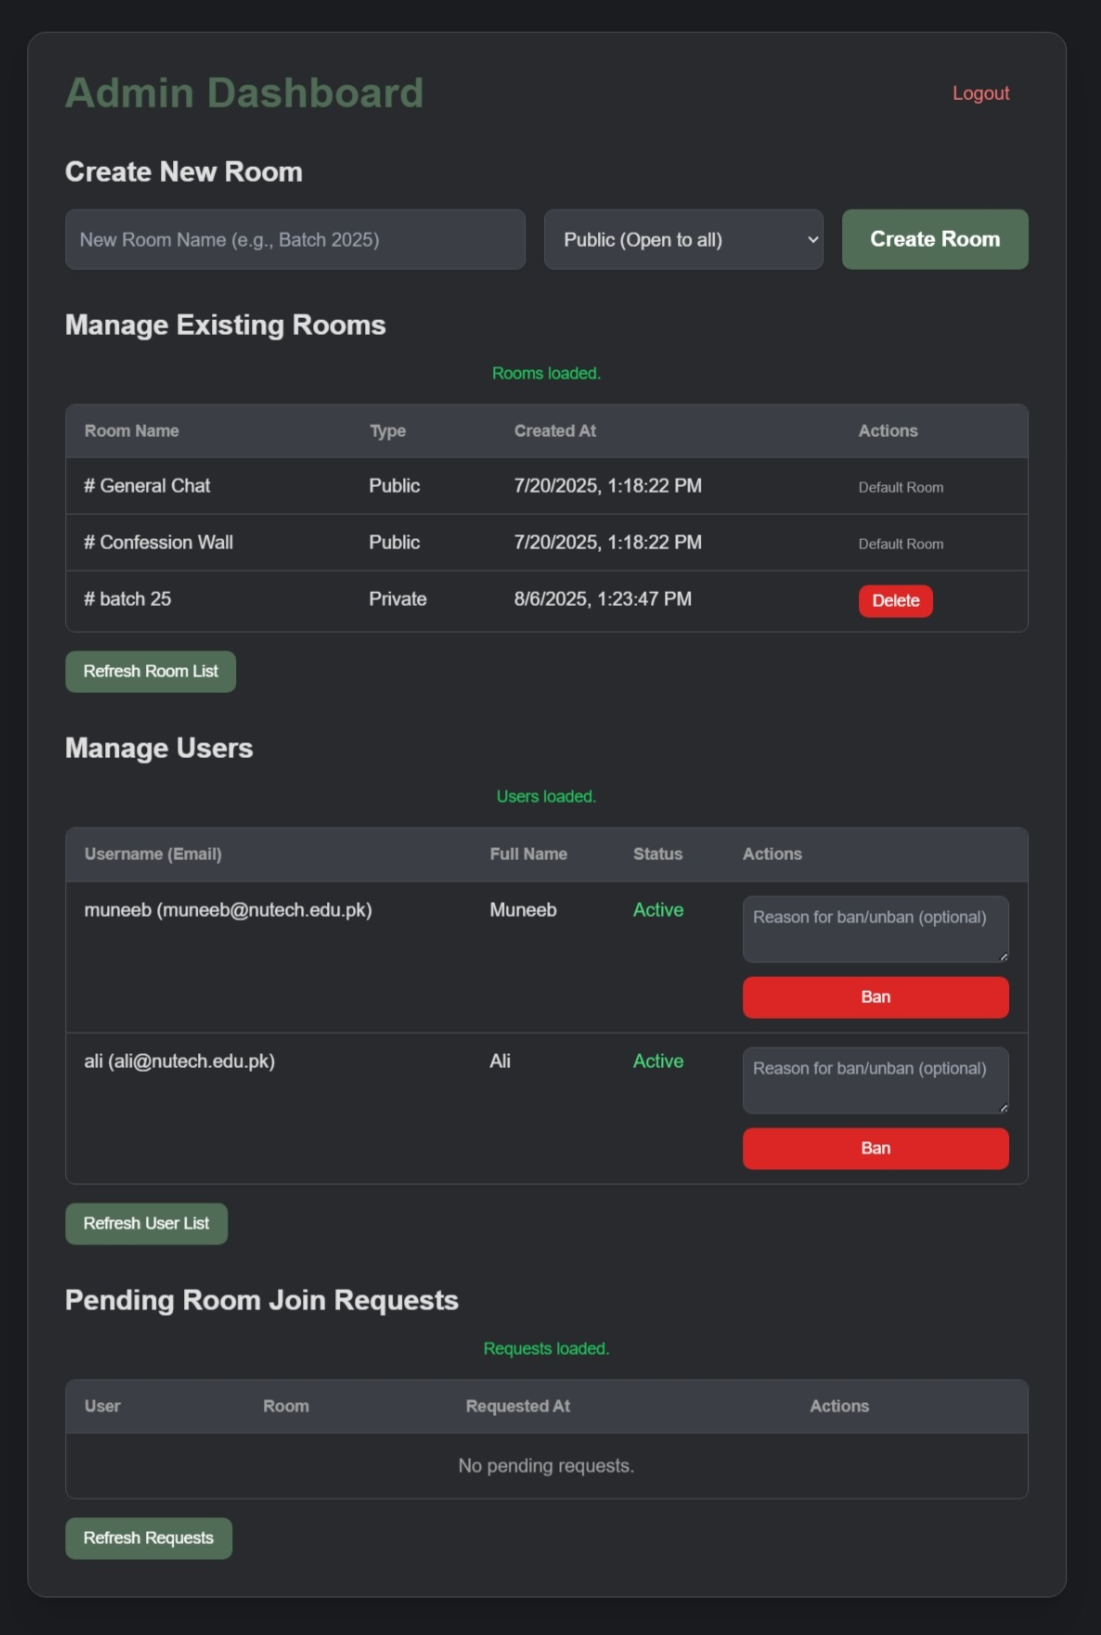 Admin Dashboard
Logout
Create New Room
New Room Name (e.g., Batch 2025)
Public (Open to all)
Create Room
Manage Existing Rooms
Rooms loaded.
Room Name Type Created At Actions
# General Chat Public 7/20/2025, 1:18:22 PM Default Room
# Confession Wall Public 7/20/2025, 1:18:22 PM Default Room
# batch 25 Private 8/6/2025, 1:23:47 PM Delete
Refresh Room List
Manage Users
Users loaded.
Username (Email) Full Name Status Actions
muneeb (muneeb@nutech.edu.pk) Muneeb Active Reason for ban/unban (optional)
Ban
ali (ali@nutech.edu.pk) Ali Active Reason for ban/unban (optional)
Ban
Refresh User List
Pending Room Join Requests
Requests loaded.
User Room Requested At Actions
No pending requests.
Refresh Requests